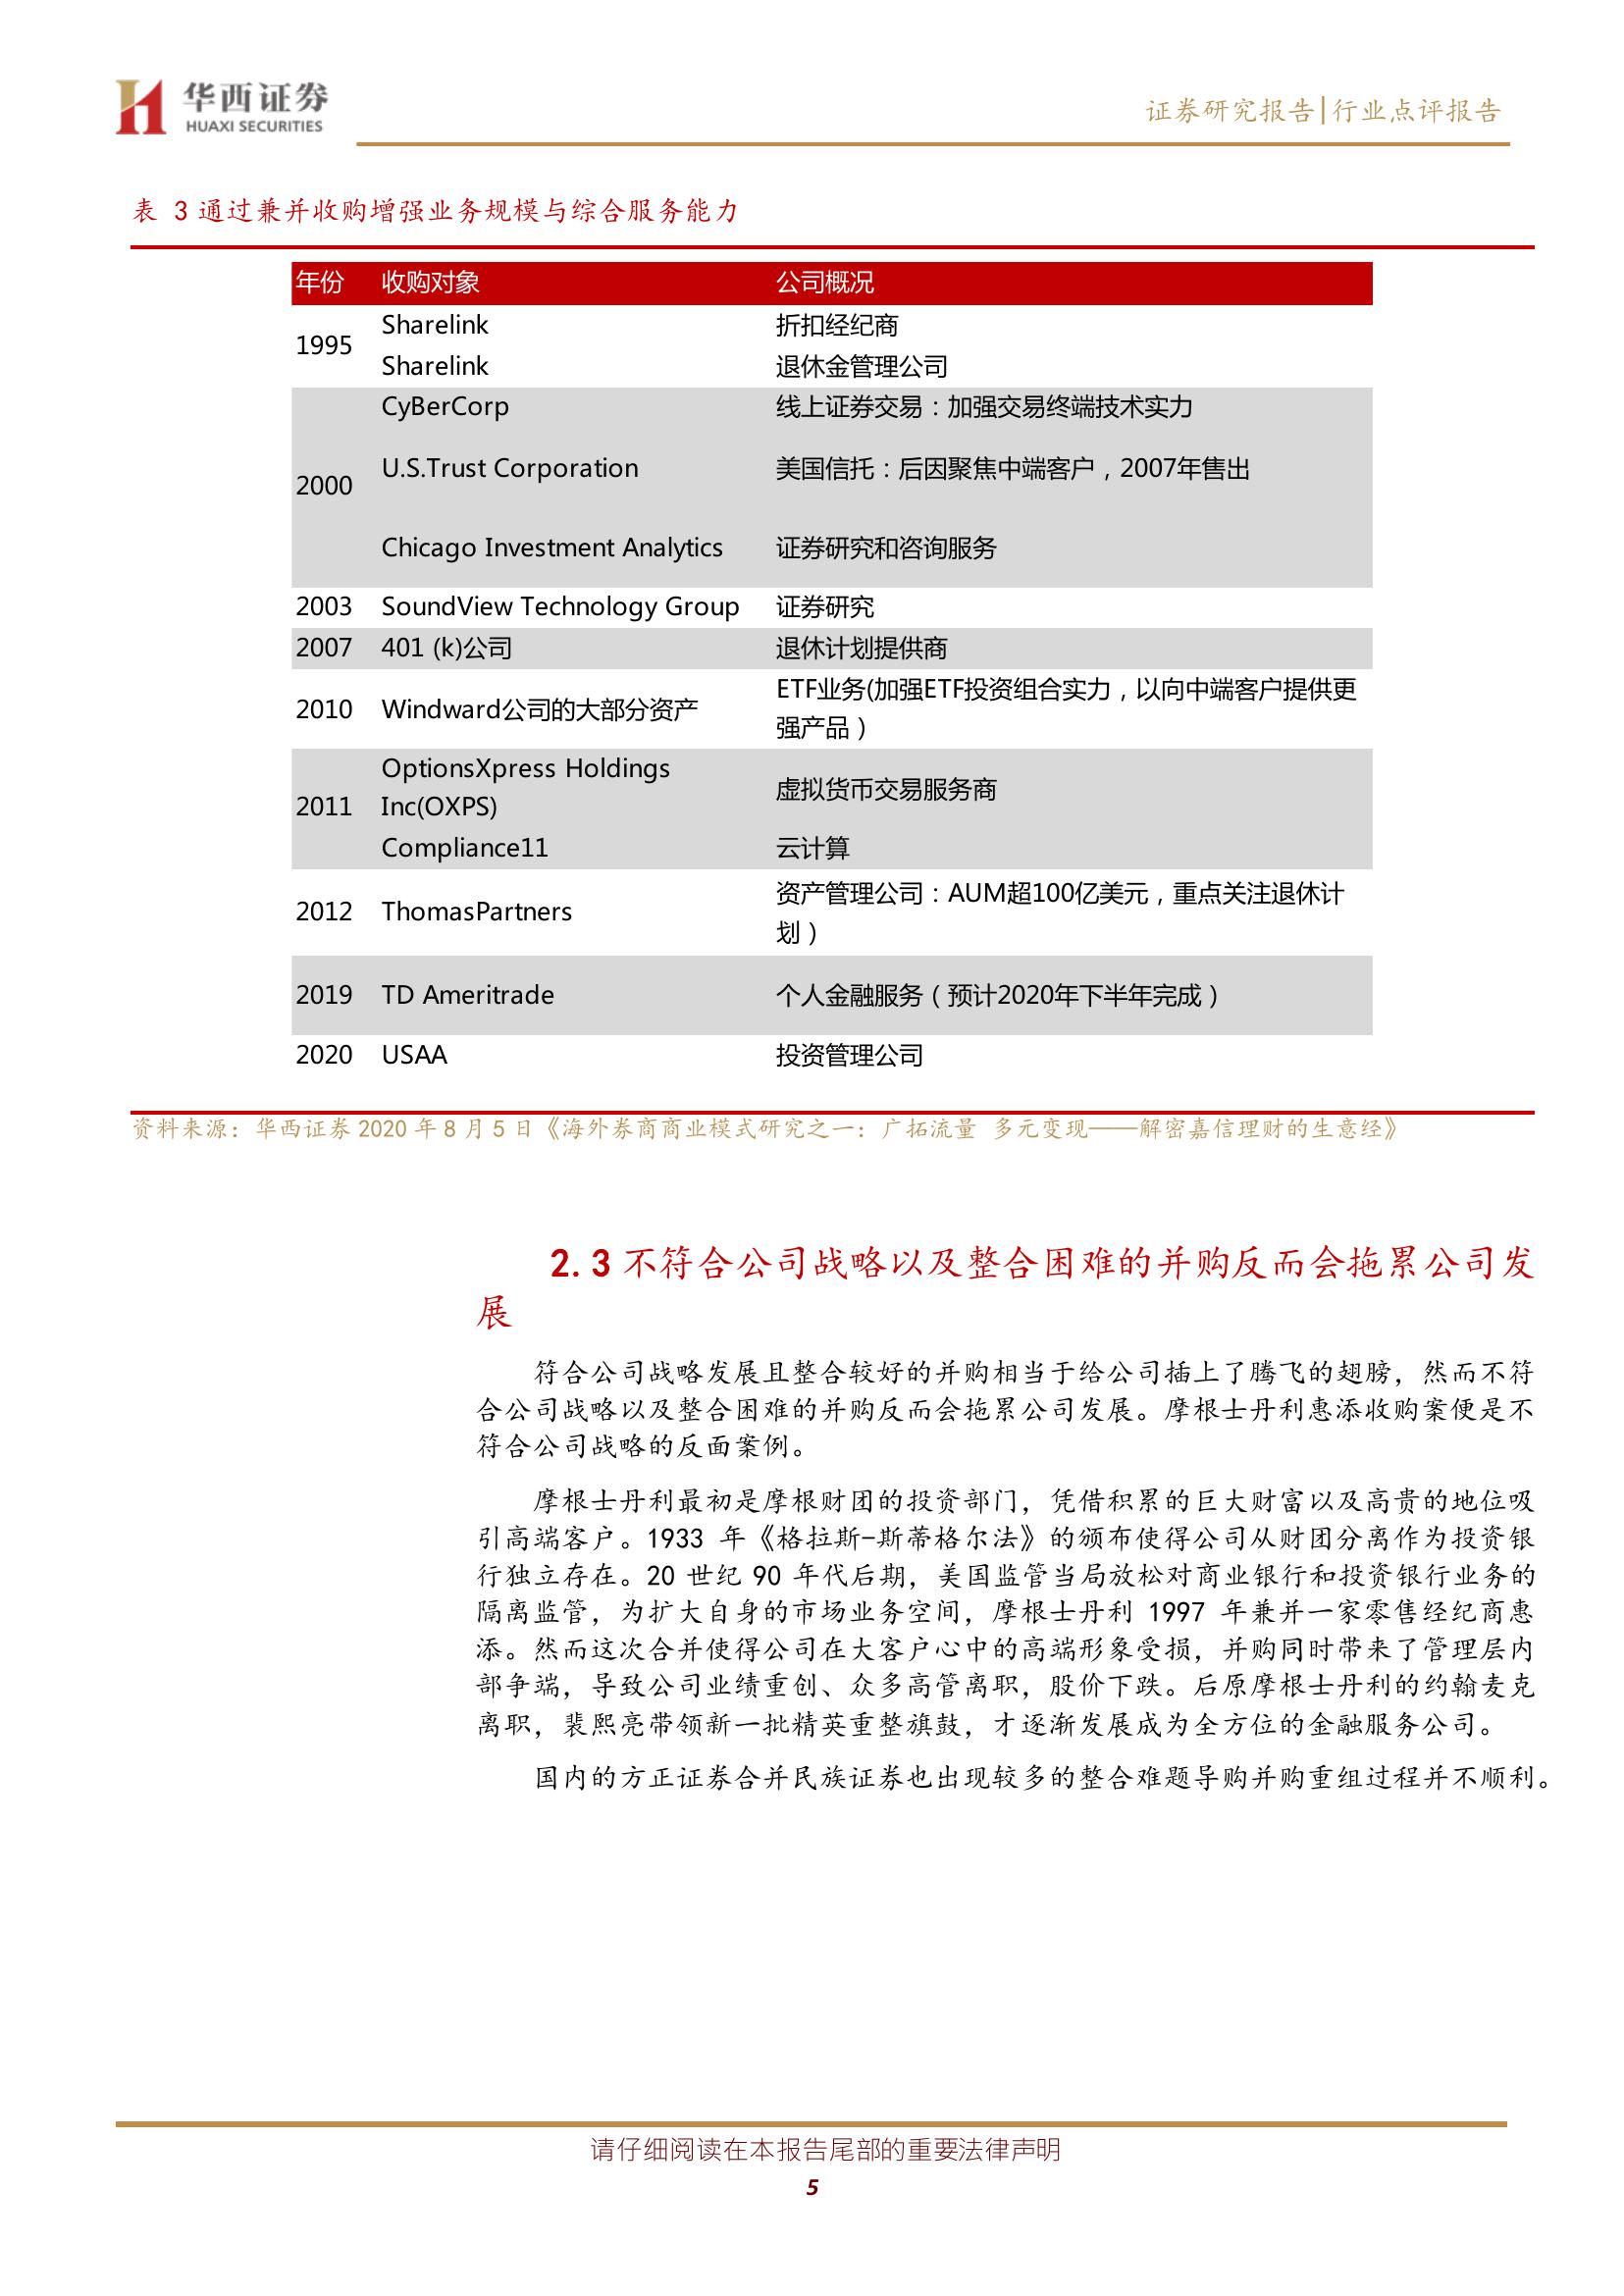 华西证券
HUAXI SECURITIES
证券研究报告|行业点评报告
表 3 通过兼并收购增强业务规模与综合服务能力
年份 收购对象 公司概况
1995 Sharelink 折扣经纪商
Sharelink 退休金管理公司
2000 CyBerCorp 线上证券交易：加强交易终端技术实力
U.S.Trust Corporation 美国信托：后因聚焦中端客户，2007年售出
Chicago Investment Analytics 证券研究和咨询服务
2003 SoundView Technology Group 证券研究
2007 401 (k)公司 退休计划提供商
2010 Windward公司的大部分资产 ETF业务(加强ETF投资组合实力，以向中端客户提供更
强产品）
2011 OptionsXpress Holdings
Inc(OXPS) 虚拟货币交易服务商
Compliance11 云计算
2012 ThomasPartners 资产管理公司：AUM超100亿美元，重点关注退休计
划）
2019 TD Ameritrade 个人金融服务（预计2020年下半年完成）
2020 USAA 投资管理公司
资料来源：华西证券 2020 年 8 月 5 日《海外券商商业模式研究之一：广拓流量 多元变现——解密嘉信理财的生意经》
2.3 不符合公司战略以及整合困难的并购反而会拖累公司发
展
符合公司战略发展且整合较好的并购相当于给公司插上了腾飞的翅膀，然而不符
合公司战略以及整合困难的并购反而会拖累公司发展。摩根士丹利惠添收购案便是不
符合公司战略的反面案例。
摩根士丹利最初是摩根财团的投资部门，凭借积累的巨大财富以及高贵的地位吸
引高端客户。1933 年《格拉斯-斯蒂格尔法》的颁布使得公司从财团分离作为投资银
行独立存在。20 世纪 90 年代后期，美国监管当局放松对商业银行和投资银行业务的
隔离监管，为扩大自身的市场业务空间，摩根士丹利 1997 年兼并一家零售经纪商惠
添。然而这次合并使得公司在大客户心中的高端形象受损，并购同时带来了管理层内
部争端，导致公司业绩重创、众多高管离职，股价下跌。后原摩根士丹利的约翰麦克
离职，裴熙亮带领新一批精英重整旗鼓，才逐渐发展成为全方位的金融服务公司。
国内的方正证券合并民族证券也出现较多的整合难题导购并购重组过程并不顺利。
请仔细阅读在本报告尾部的重要法律声明
5